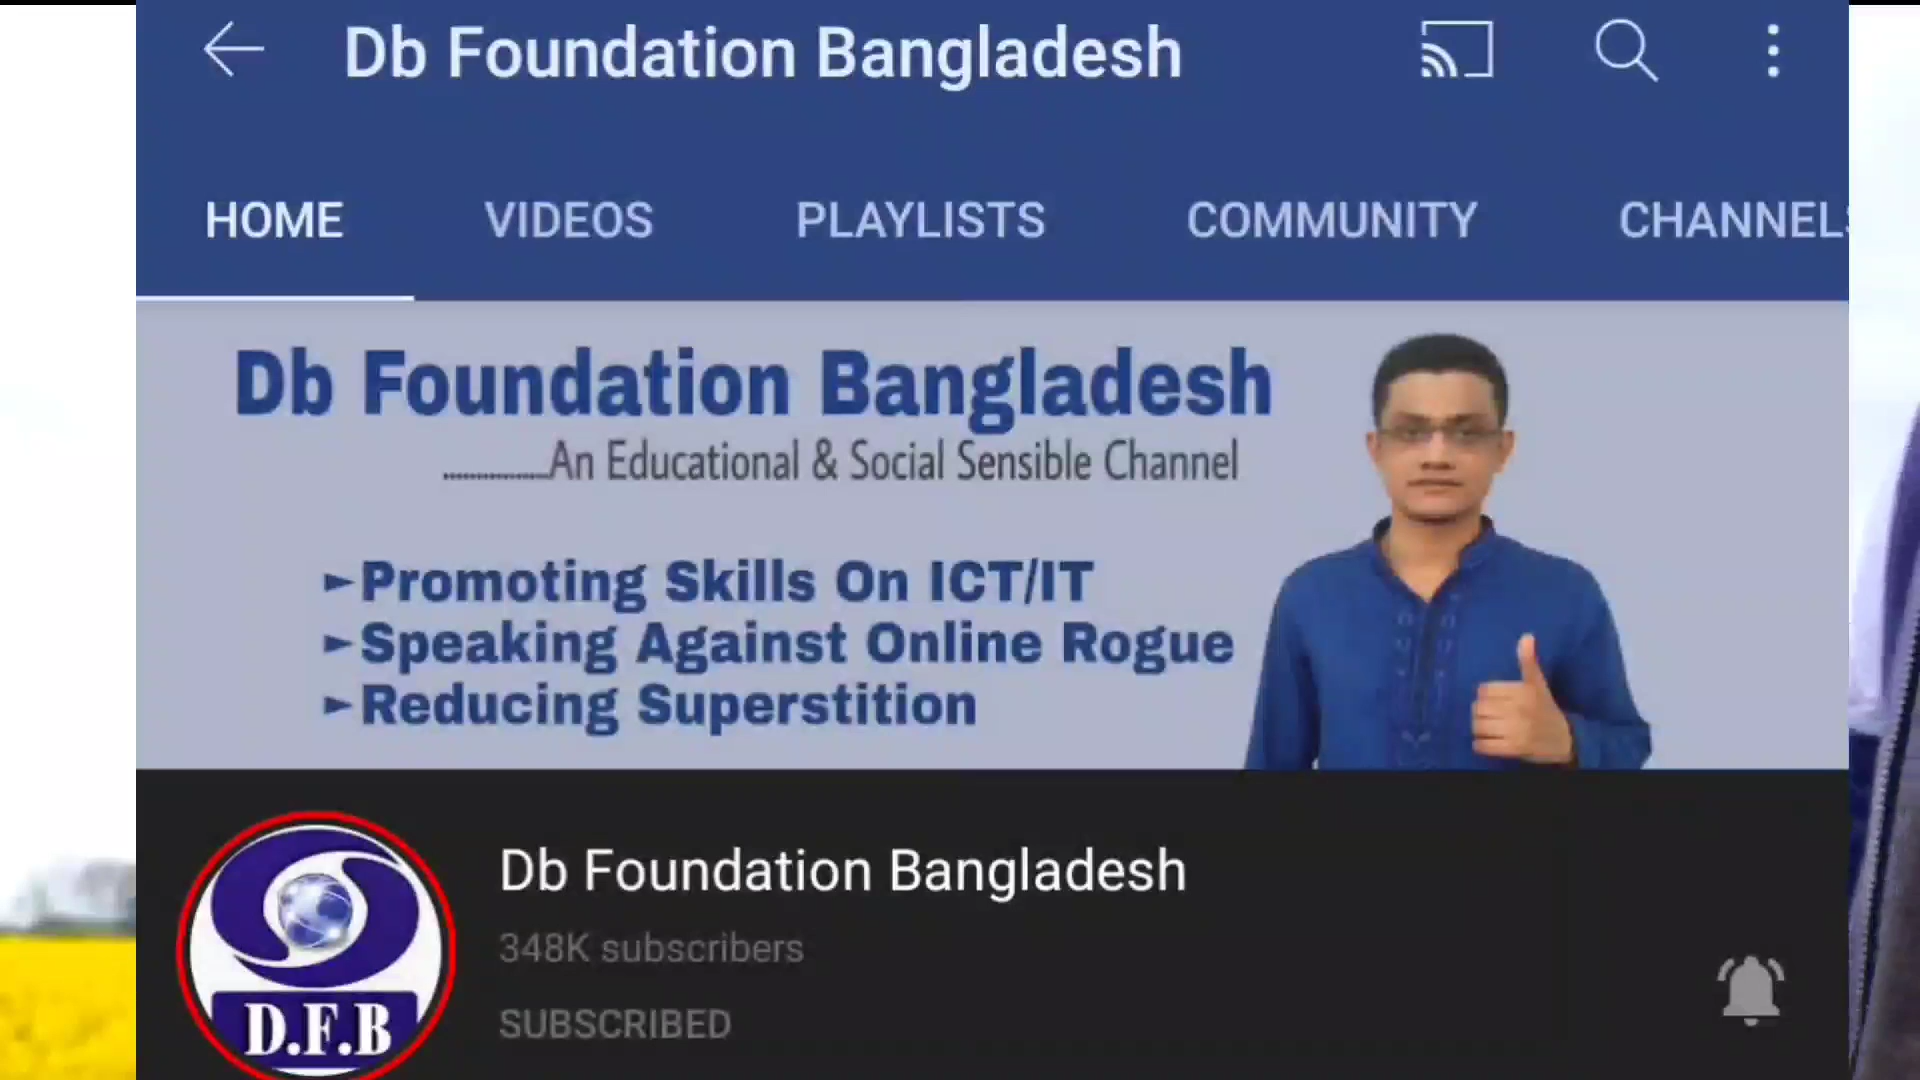 Db Foundation Bangladesh
HOME VIDEOS PLAYLISTS COMMUNITY CHANNELS
Db Foundation Bangladesh
................An Educational & Social Sensible Channel
►Promoting Skills On ICT/IT
►Speaking Against Online Rogue
►Reducing Superstition
Db Foundation Bangladesh
348K subscribers
SUBSCRIBED
D.F.B